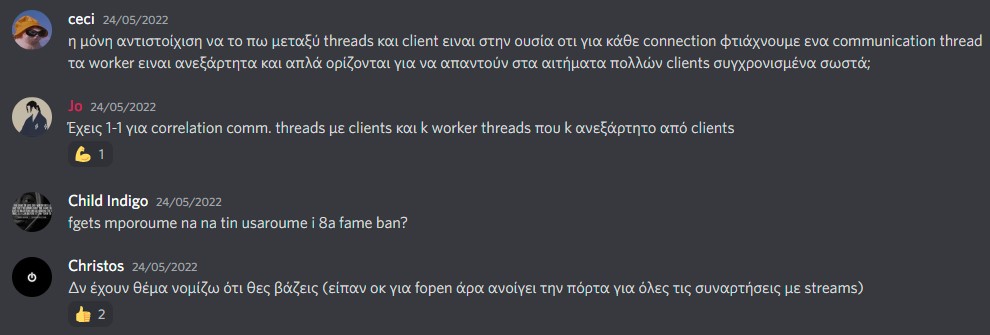 ceci 24/05/2022
η μόνη αντιστοίχιση να το πω μεταξύ threads και client ειναι στην ουσία οτι για κάθε connection φτιάχνουμε ενα communication thread
τα worker ειναι ανεξάρτητα και απλά ορίζονται για να απαντούν στα αιτήματα πολλών clients συγχρονισμένα σωστά;
Jo 24/05/2022
Έχεις 1-1 για correlation comm. threads με clients και k worker threads που k ανεξάρτητο από clients
💪 1
Child Indigo 24/05/2022
fgets mporoume na na tin usaroume i 8a fame ban?
Christos 24/05/2022
Δν έχουν θέμα νομίζω ότι θες βάζεις (είπαν οκ για fopen άρα ανοίγει την πόρτα για όλες τις συναρτήσεις με streams)
👍 2